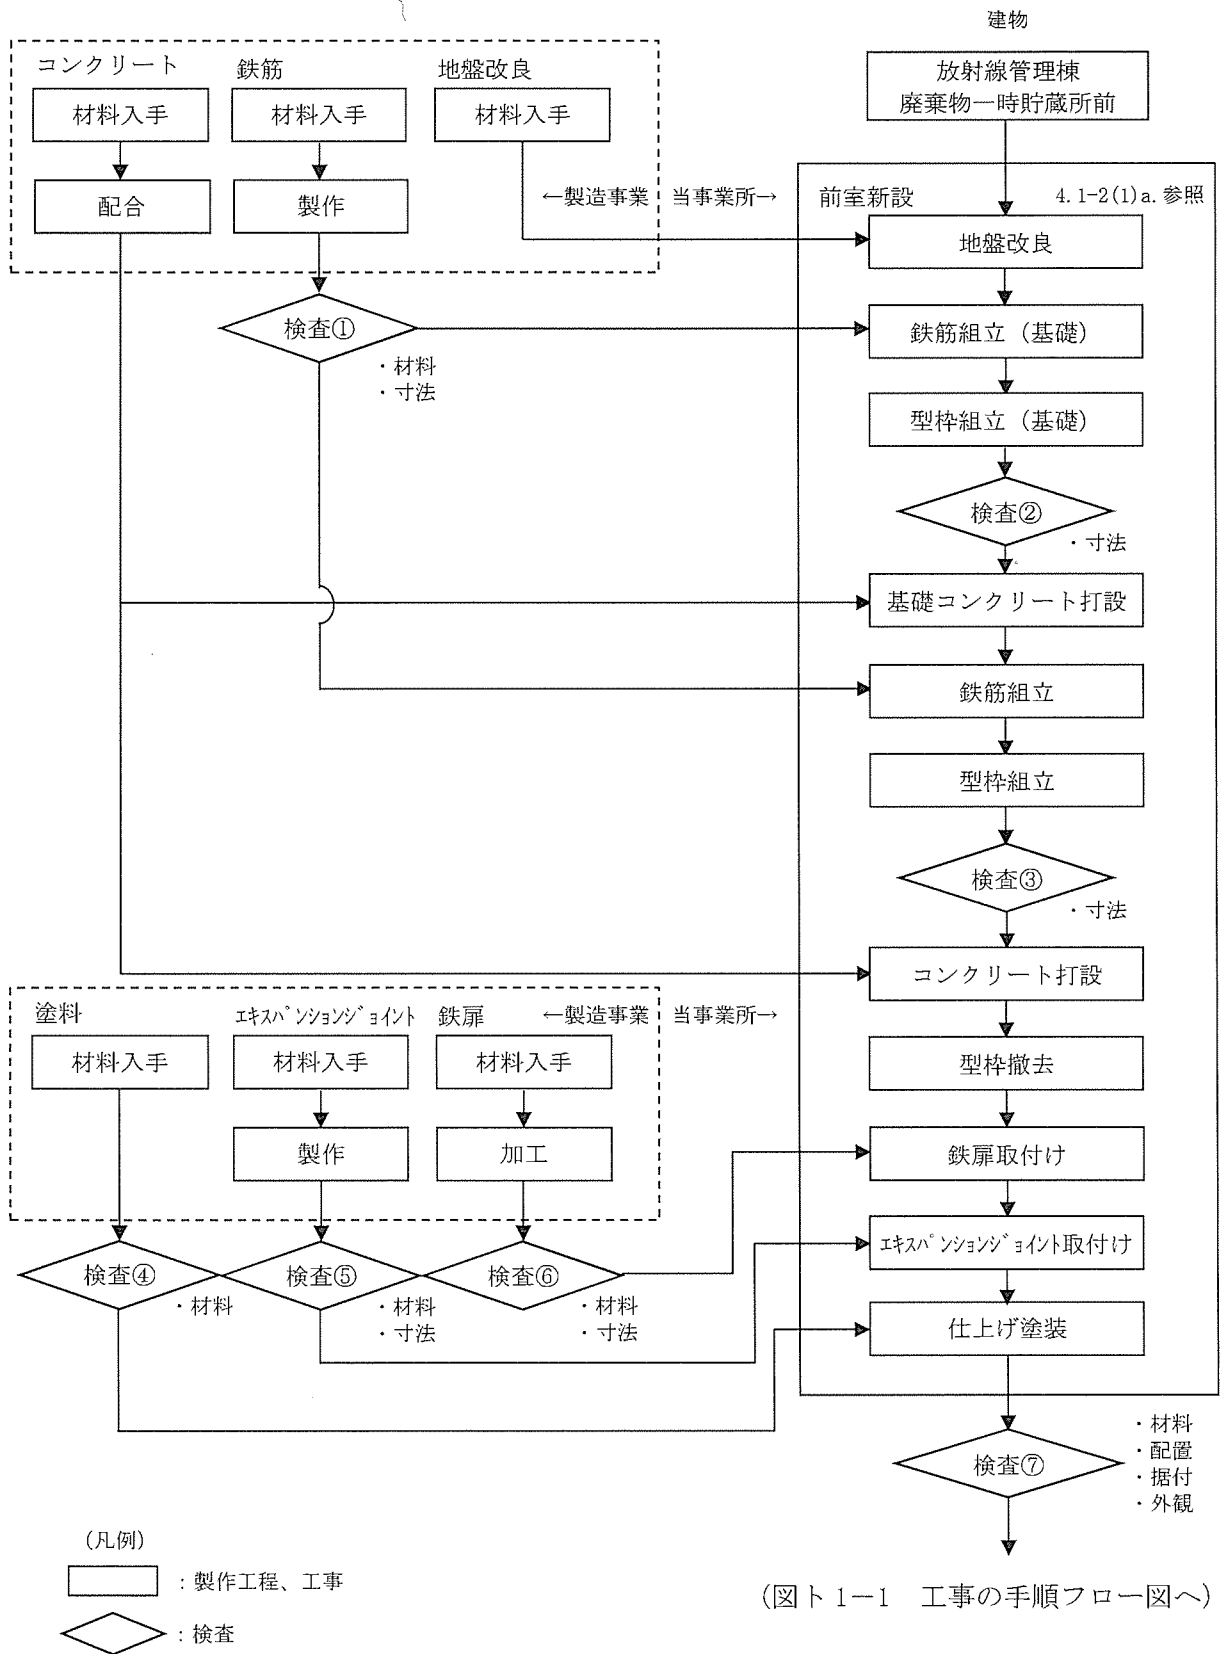 建物
放射線管理棟
廃棄物一時貯蔵所前
コンクリート
鉄筋
地盤改良
材料入手
材料入手
材料入手
配合
製作
←製造事業
当事業所→
前室新設
4.1-2(1)a.参照
地盤改良
検査①
・材料
・寸法
鉄筋組立(基礎)
型枠組立(基礎)
検査②
・寸法
基礎コンクリート打設
鉄筋組立
型枠組立
検査③
・寸法
コンクリート打設
塗料
エキスパンションジョイント
鉄扉
←製造事業
当事業所→
材料入手
材料入手
材料入手
型枠撤去
製作
加工
鉄扉取付け
エキスパンションジョイント取付け
検査④
・材料
検査⑤
・材料
・寸法
検査⑥
・材料
・寸法
仕上げ塗装
検査⑦
・材料
・配置
・据付
・外観
(凡例)
:製作工程、工事
:検査
(図ト1-1 工事の手順フロー図へ)